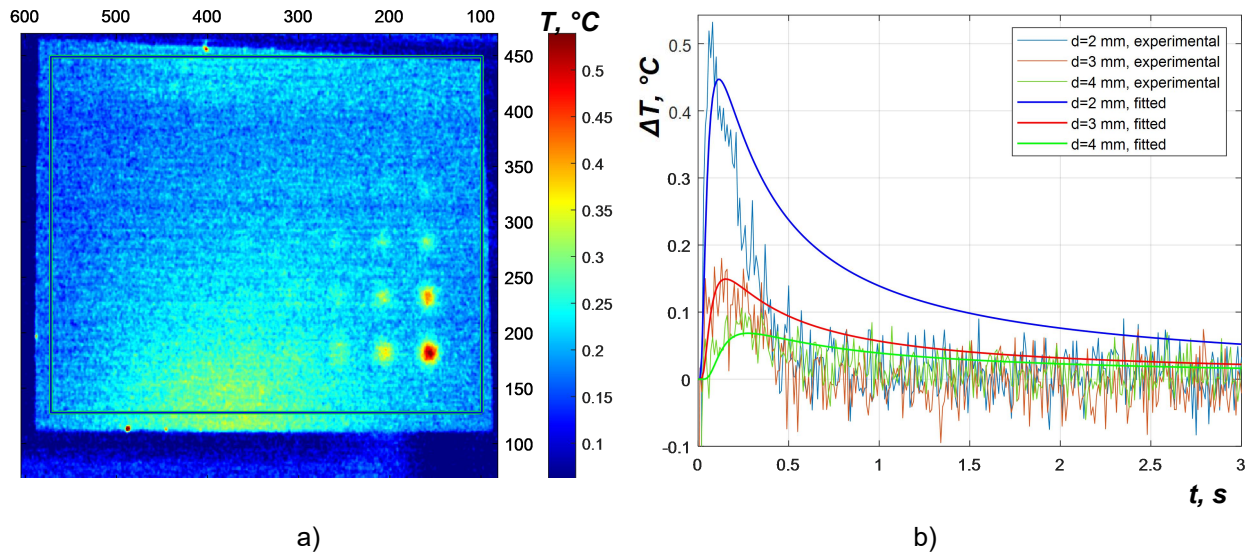 600 500 400 300 200 100
T, °C
450
400
350
300
250
200
150
100
0.5
0.45
0.4
0.35
0.3
0.25
0.2
0.15
0.1
a)
ΔT, °C
0.5
0.4
0.3
0.2
0.1
0
-0.1
d=2 mm, experimental
d=3 mm, experimental
d=4 mm, experimental
d=2 mm, fitted
d=3 mm, fitted
d=4 mm, fitted
0 0.5 1 1.5 2 2.5 3
t, s
b)